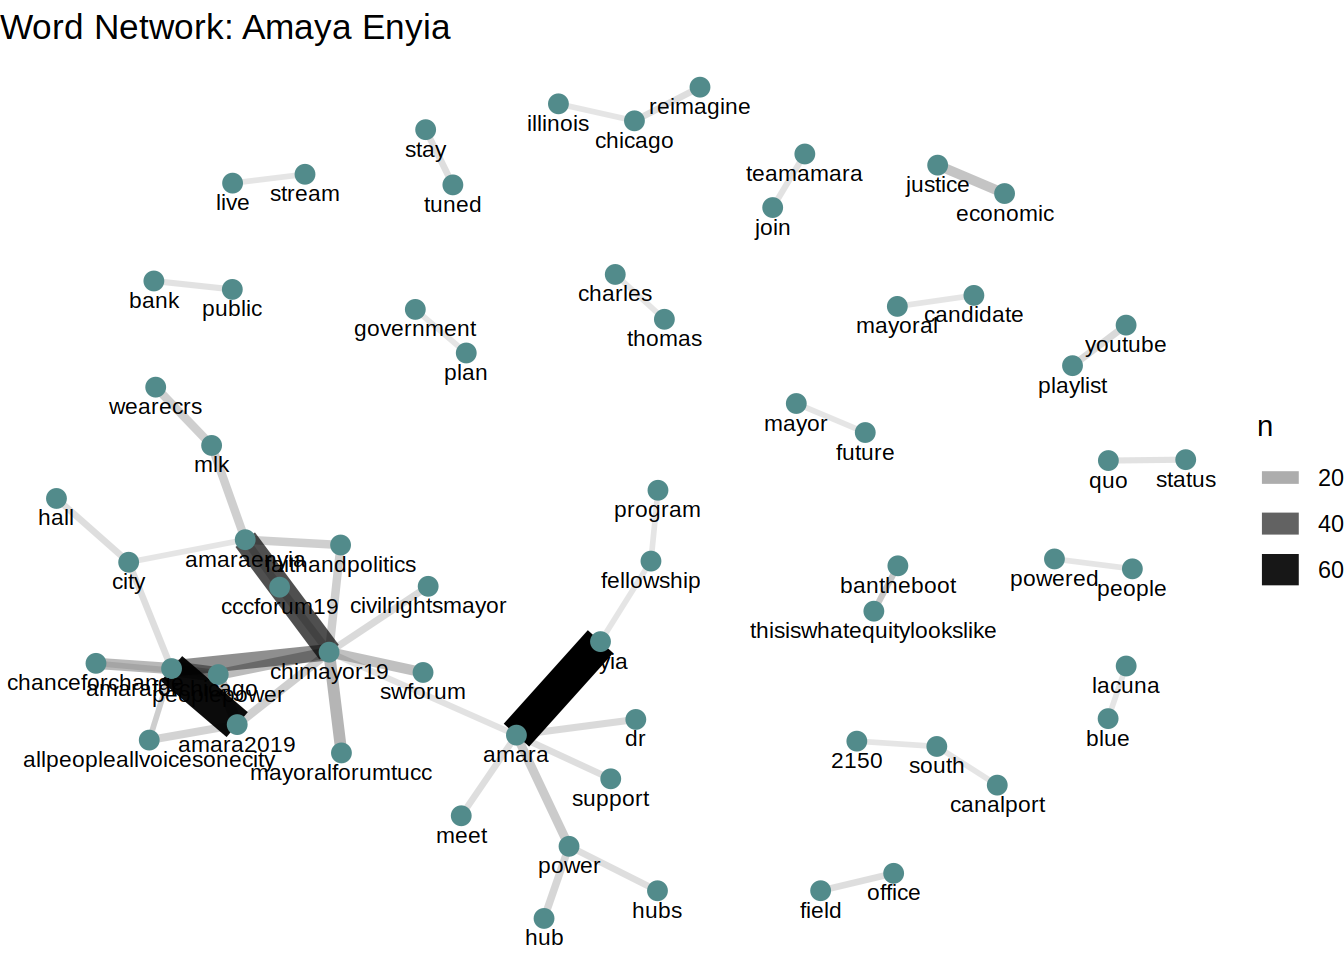 Word Network: Amaya Enyia
reimagine
illinois
chicago
stay
teamamara
justice
live
stream
tuned
economic
join
bank
public
charles
government
thomas
mayoral
candidate
youtube
plan
playlist
wearecrs
mayor
future
n
mlk
quo
status
20
hall
program
40
amaraenyia
faithandpolitics
city
fellowship
bantheboot
powered
people
60
cccforum19
civilrightsmayor
thisiswhatequitylookslike
yia
chimayor19
swforum
peoplepower
lacuna
amara2019
amara
dr
blue
allpeopleallvoicesonecity
mayoralforumtucc
2150
south
support
canalport
meet
power
hubs
field
office
hub